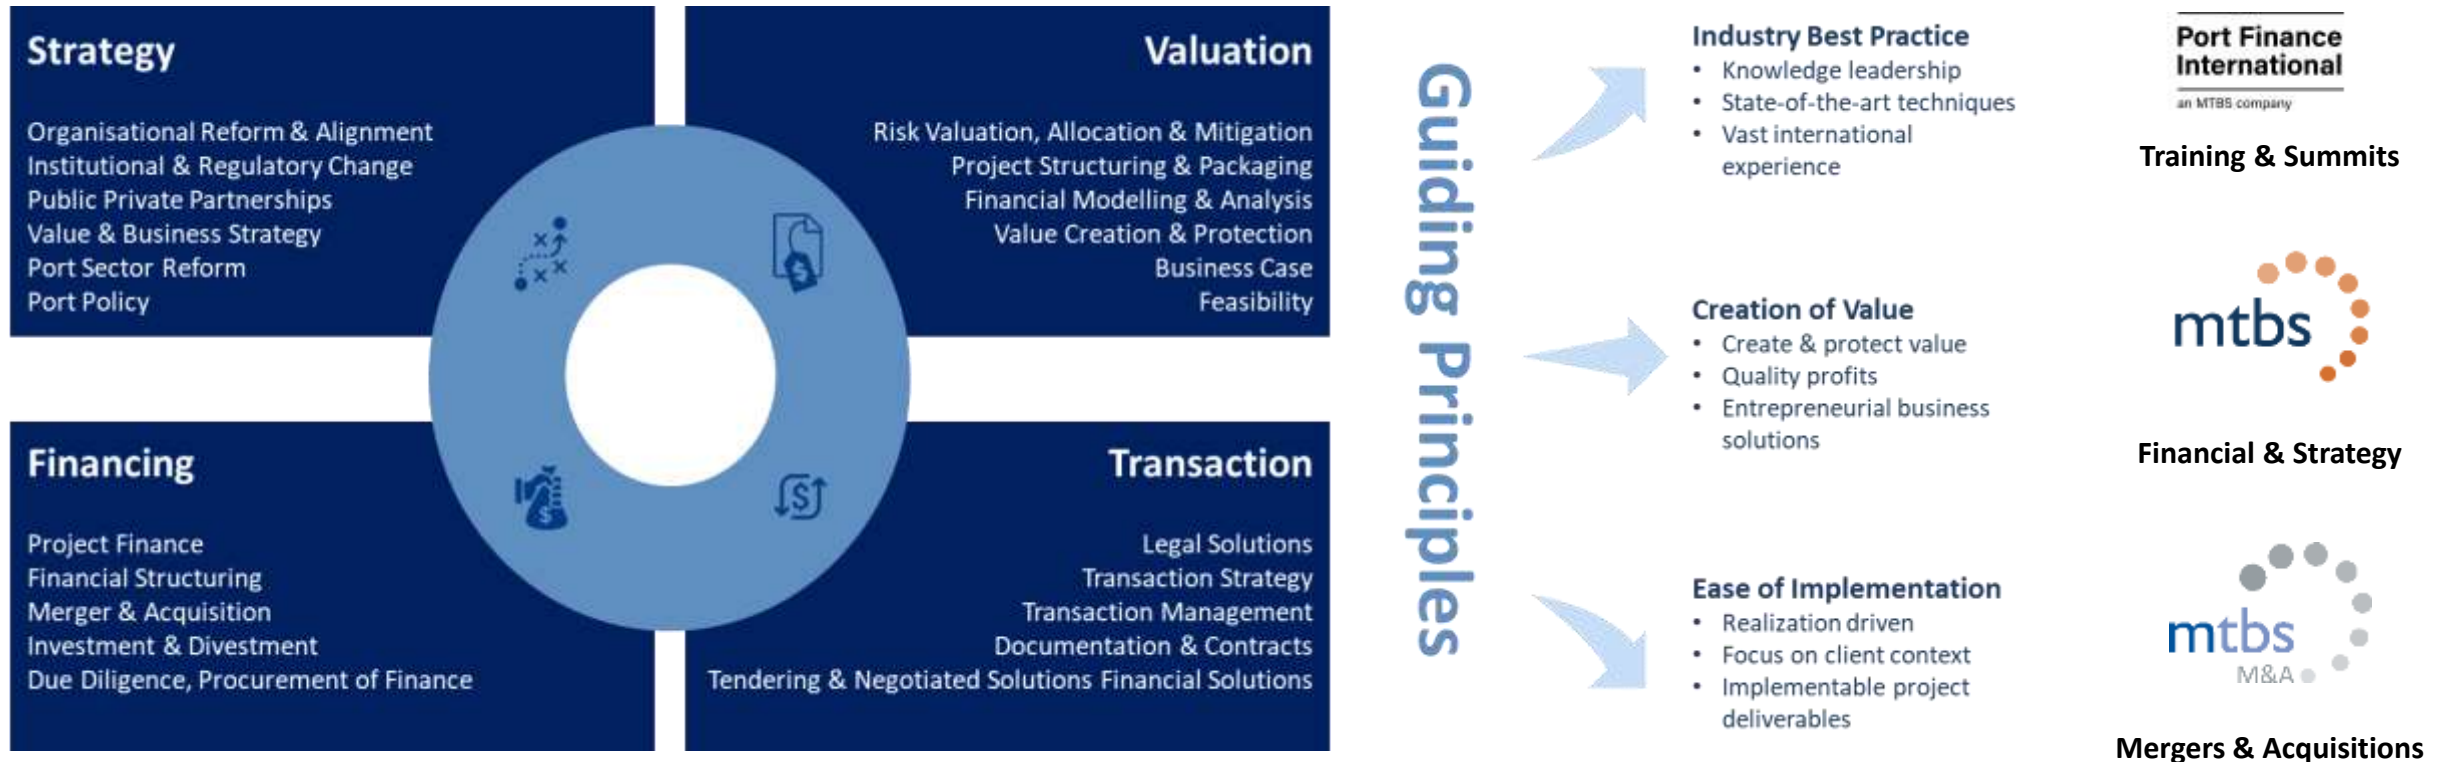 Strategy
Organisational Reform & Alignment
Institutional & Regulatory Change
Public Private Partnerships
Value & Business Strategy
Port Sector Reform
Port Policy
Valuation
Risk Valuation, Allocation & Mitigation
Project Structuring & Packaging
Financial Modelling & Analysis
Value Creation & Protection
Business Case
Feasibility
Financing
Project Finance
Financial Structuring
Merger & Acquisition
Investment & Divestment
Due Diligence, Procurement of Finance
Transaction
Legal Solutions
Transaction Strategy
Transaction Management
Documentation & Contracts
Tendering & Negotiated Solutions Financial Solutions
Guiding Principles
Industry Best Practice
• Knowledge leadership
• State-of-the-art techniques
• Vast international
experience
Creation of Value
• Create & protect value
• Quality profits
• Entrepreneurial business
solutions
Ease of Implementation
• Realization driven
• Focus on client context
• Implementable project
deliverables
Port Finance
International
an MTBS company
Training & Summits
mtbs
Financial & Strategy
mtbs
M&A
Mergers & Acquisitions